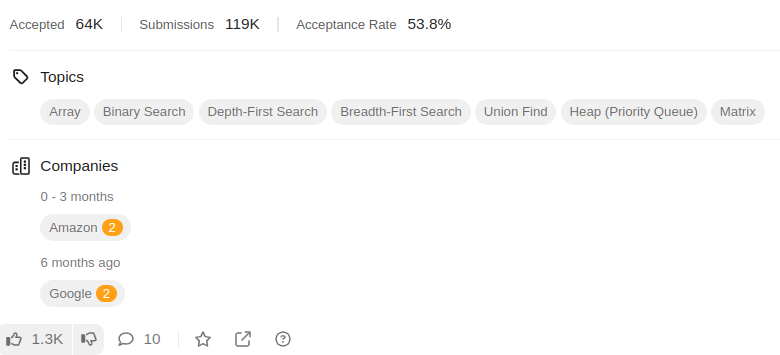 Accepted 64K Submissions 119K Acceptance Rate 53.8%
Topics
Array Binary Search Depth-First Search Breadth-First Search Union Find Heap (Priority Queue) Matrix
Companies
0 - 3 months
Amazon 2
6 months ago
Google 2
1.3K 10